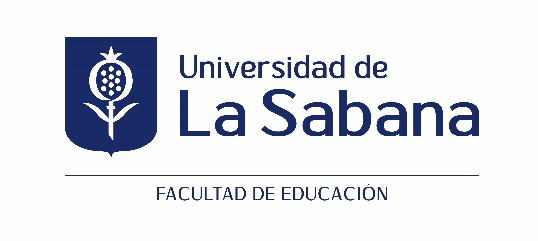 Universidad de
La Sabana
FACULTAD DE EDUCACIÓN